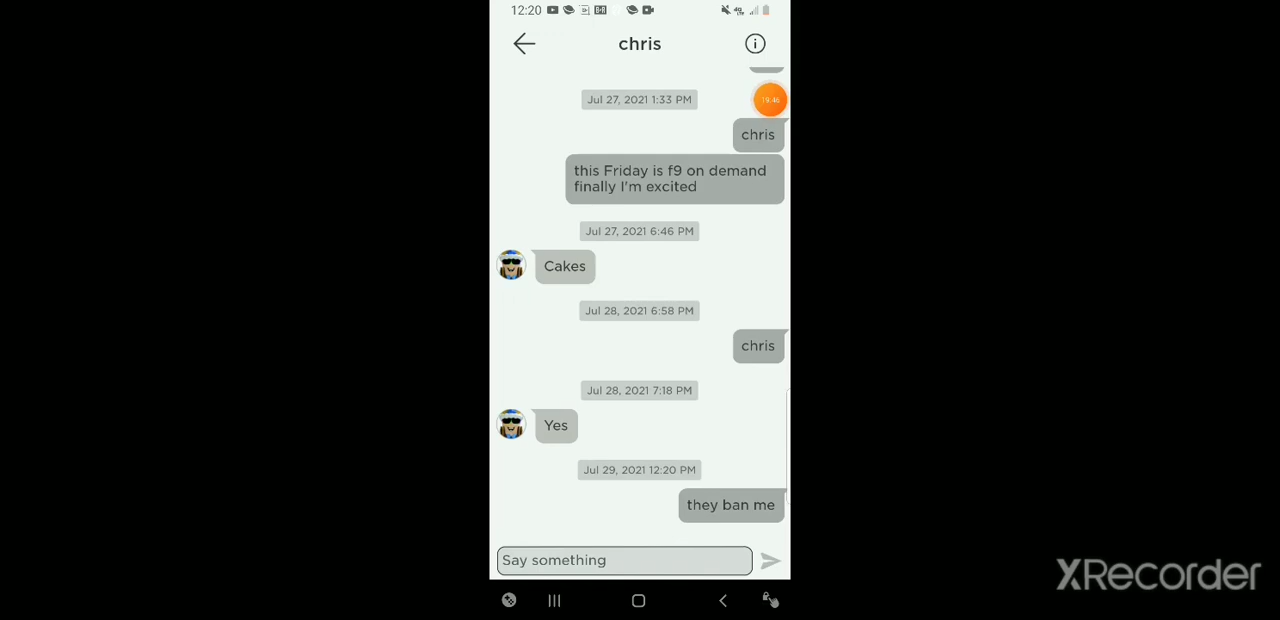 12:20
chris
Jul 27, 2021 1:33 PM
19:46
chris
this Friday is f9 on demand
finally I'm excited
Jul 27, 2021 6:46 PM
Cakes
Jul 28, 2021 6:58 PM
chris
Jul 28, 2021 7:18 PM
Yes
Jul 29, 2021 12:20 PM
they ban me
Say something
XRecorder